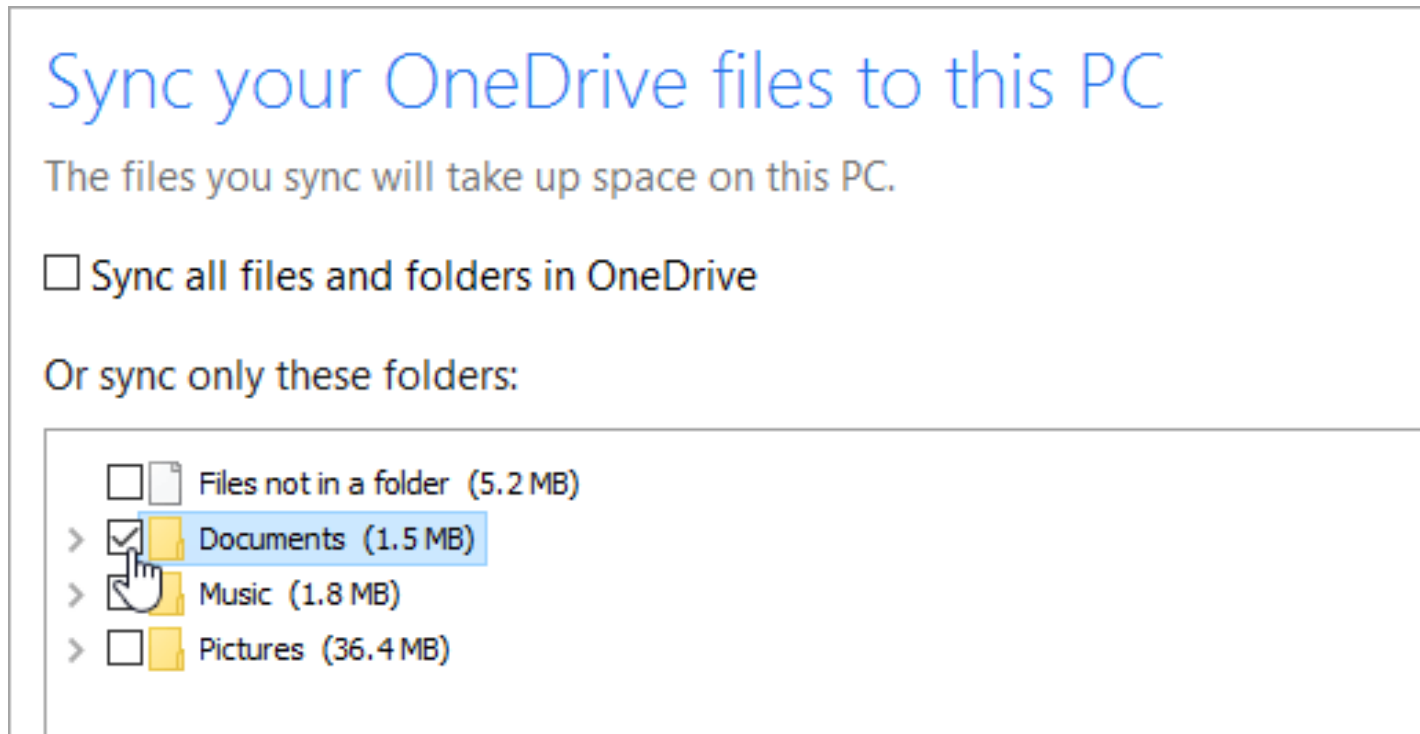 Sync your OneDrive files to this PC
The files you sync will take up space on this PC.
Sync all files and folders in OneDrive
Or sync only these folders:
Files not in a folder (5.2 MB)
Documents (1.5 MB)
Music (1.8 MB)
Pictures (36.4 MB)